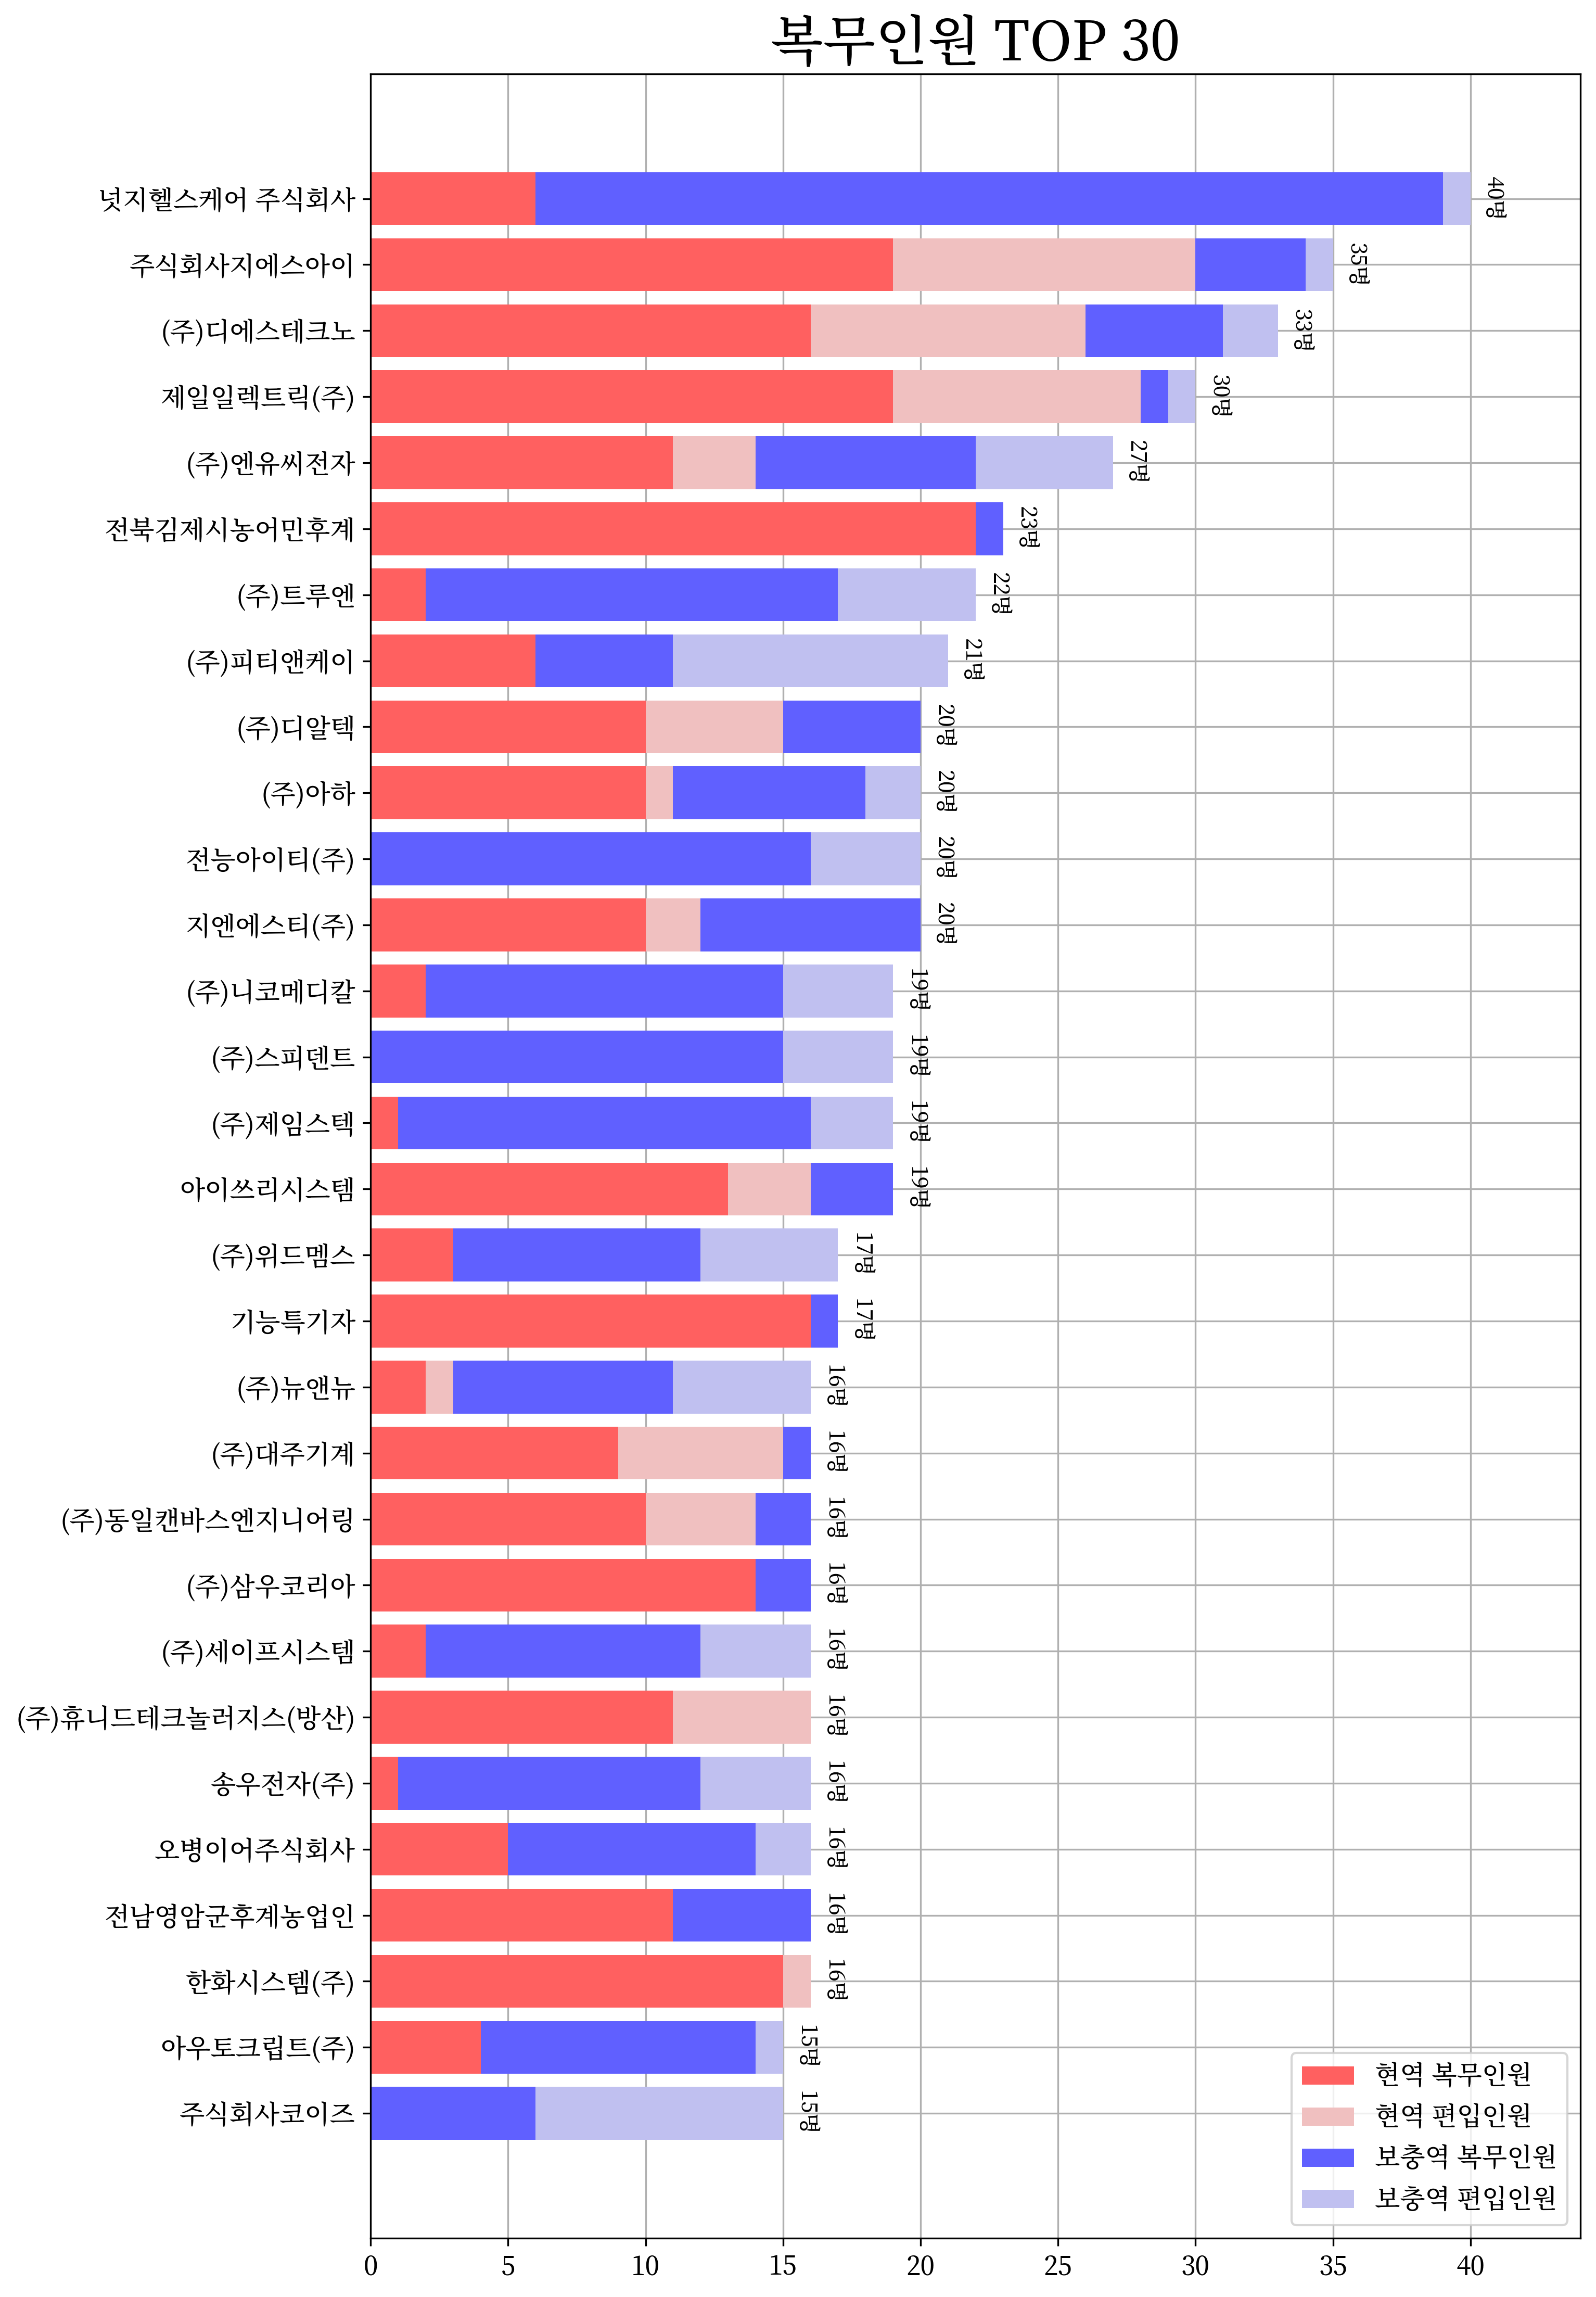 복무인원 TOP 30
넛지헬스케어 주식회사 40명
주식회사지에스아이 35명
(주)디에스테크노 33명
제일일렉트릭(주) 30명
(주)엔유씨전자 27명
전북김제시농어민후계 23명
(주)트루엔 22명
(주)피티앤케이 21명
(주)디알텍 20명
(주)아하 20명
전능아이티(주) 20명
지엔에스티(주) 20명
(주)니코메디칼 19명
(주)스피덴트 19명
(주)제임스텍 19명
아이쓰리시스템 19명
(주)위드멤스 17명
기능특기자 17명
(주)뉴앤뉴 16명
(주)대주기계 16명
(주)동일캔바스엔지니어링 16명
(주)삼우코리아 16명
(주)세이프시스템 16명
(주)휴니드테크놀러지스(방산) 16명
송우전자(주) 16명
오병이어주식회사 16명
전남영암군후계농업인 16명
한화시스템(주) 16명
아우토크립트(주) 15명
주식회사코이즈 15명
현역 복무인원
현역 편입인원
보충역 복무인원
보충역 편입인원
0 5 10 15 20 25 30 35 40